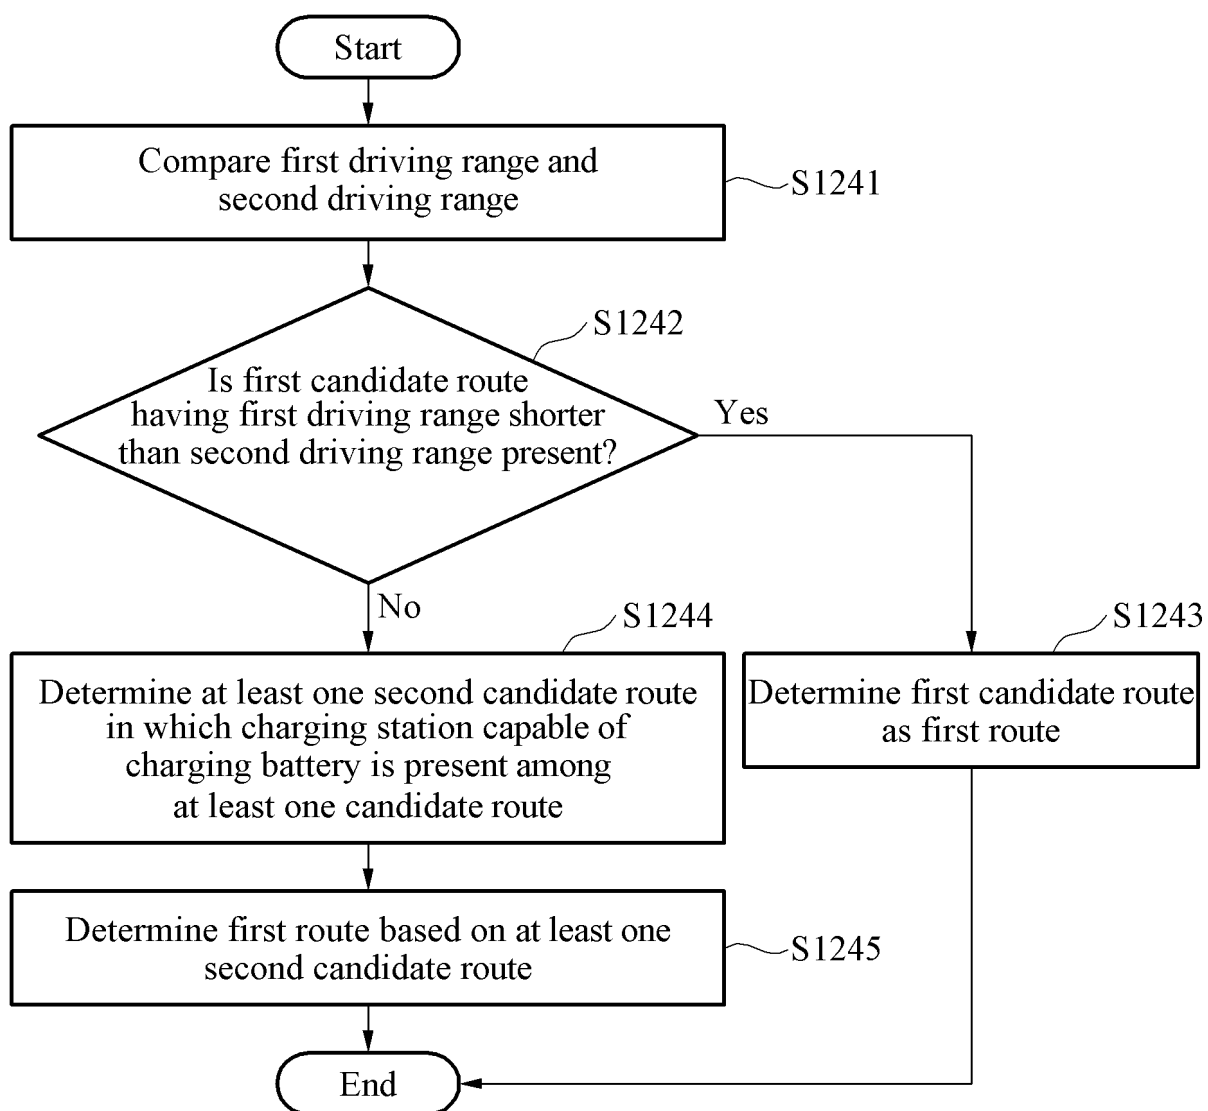 Start
Compare first driving range and
second driving range
S1241
S1242
Is first candidate route
having first driving range shorter
than second driving range present?
Yes
No
S1244
Determine at least one second candidate route
in which charging station capable of
charging battery is present among
at least one candidate route
S1243
Determine first candidate route
as first route
Determine first route based on at least one
second candidate route
S1245
End